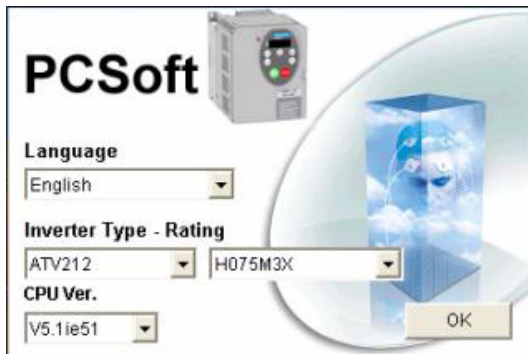 PCSoft
Language
English
Inverter Type - Rating
ATV212 H075M3X
CPU Ver.
V5.1ie51
OK